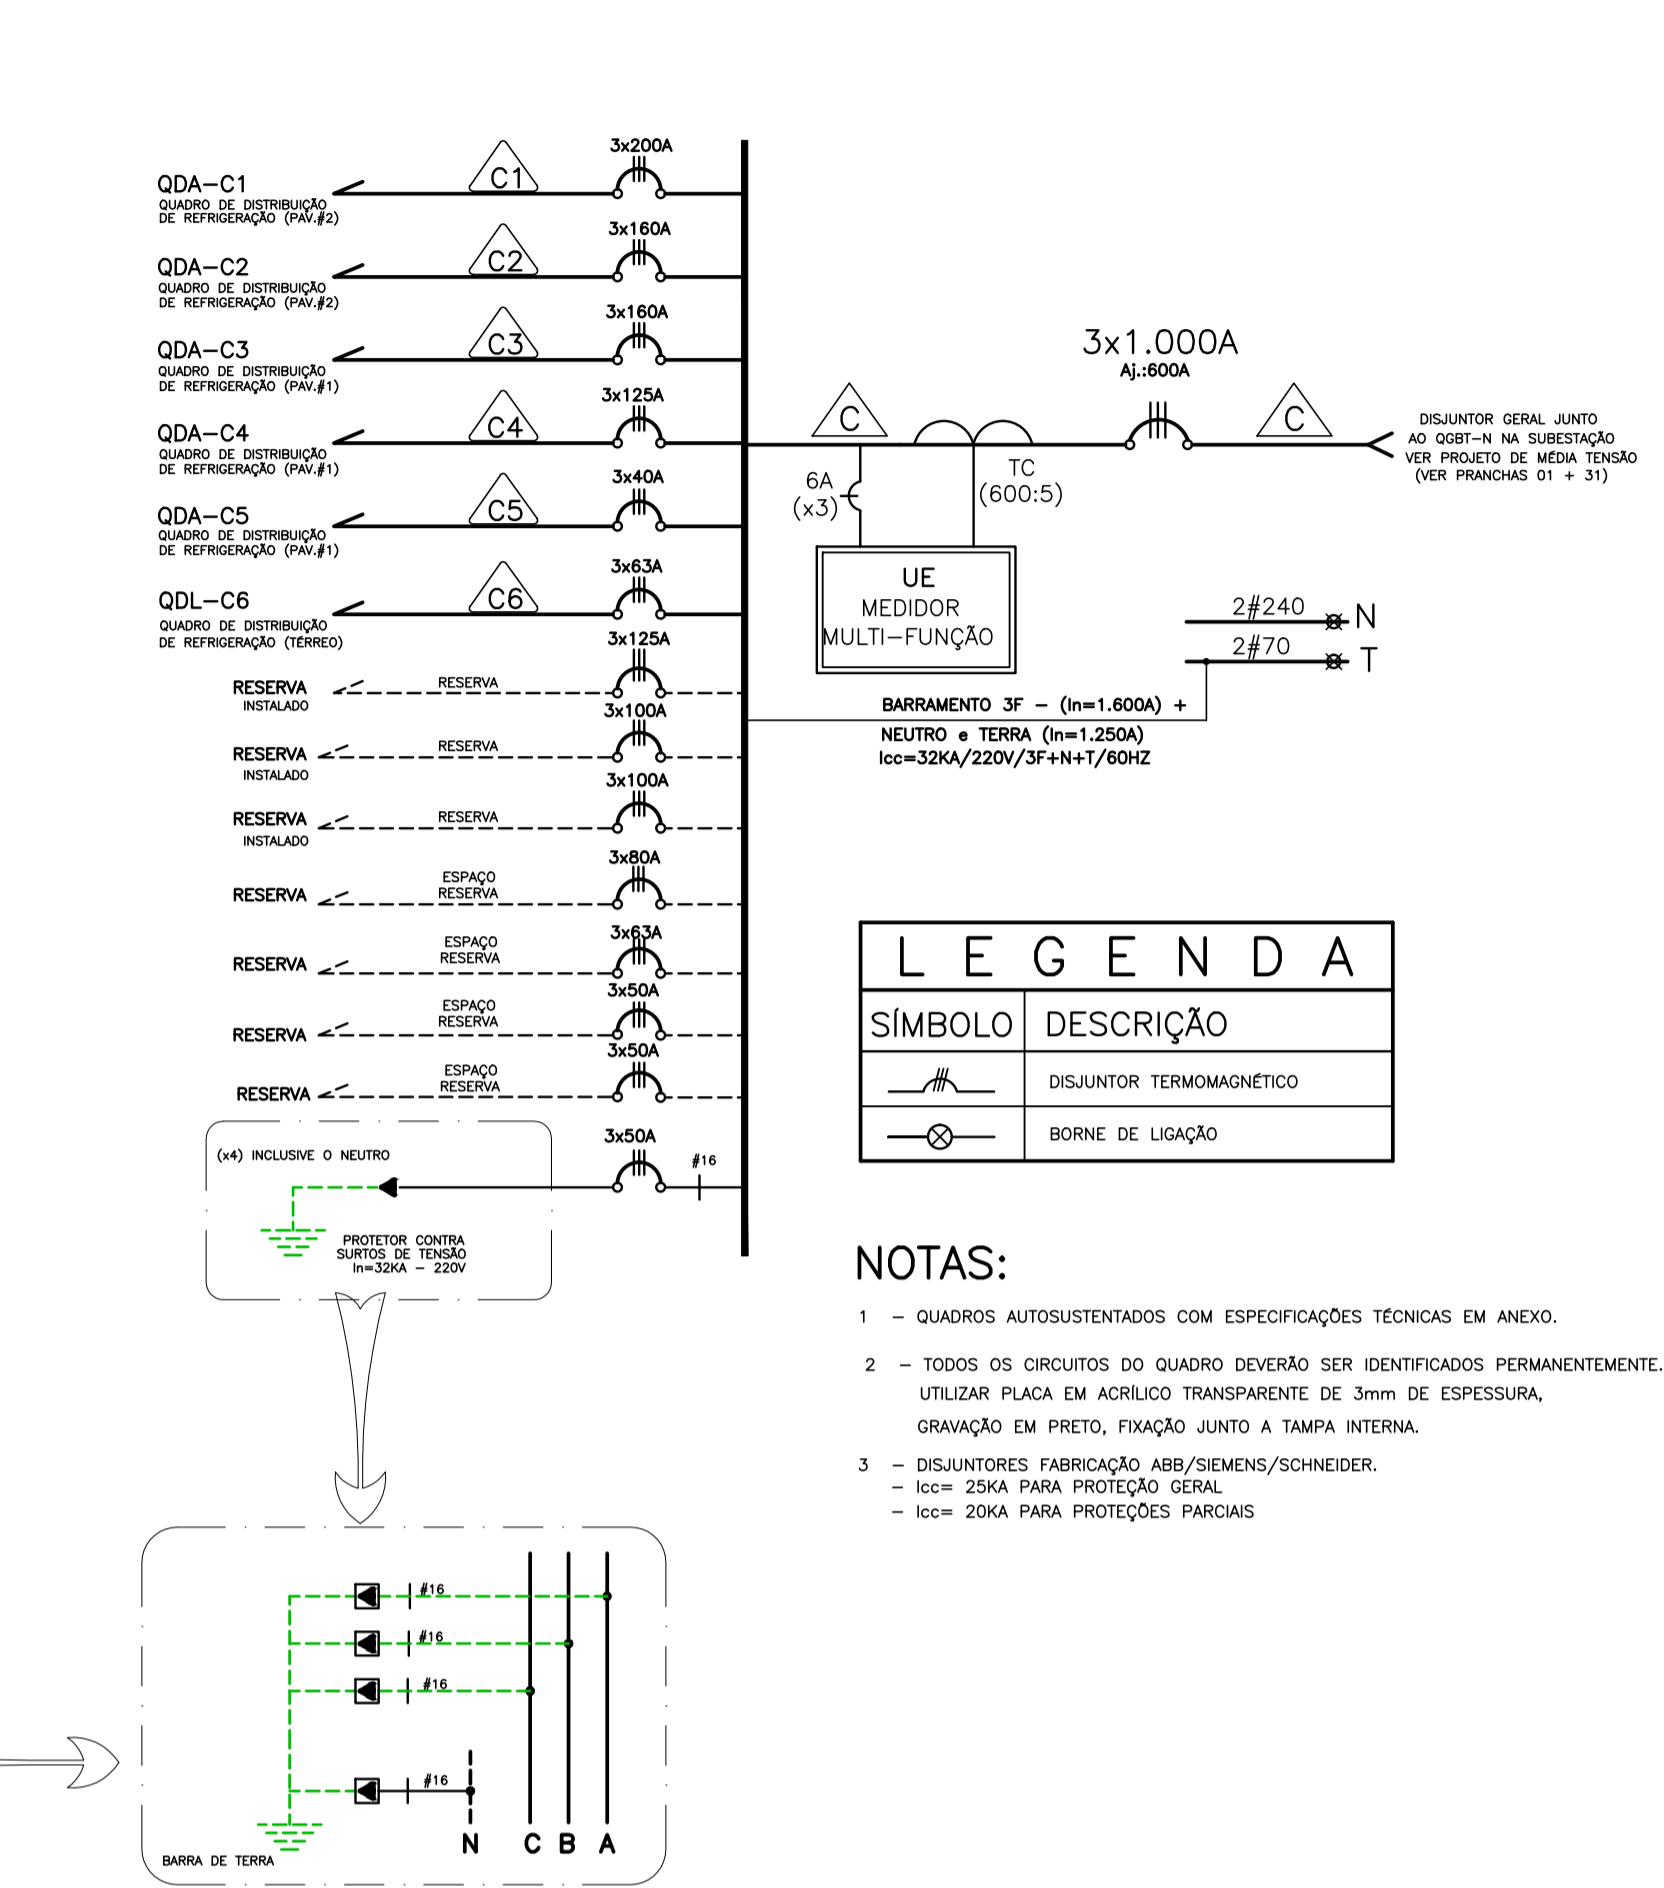 3x200A
QDA-C1
C1
QUADRO DE DISTRIBUIÇÃO
DE REFRIGERAÇÃO (PAV.#2)
3x160A
QDA-C2
C2
QUADRO DE DISTRIBUIÇÃO
DE REFRIGERAÇÃO (PAV.#2)
3x160A
QDA-C3
C3
QUADRO DE DISTRIBUIÇÃO
DE REFRIGERAÇÃO (PAV.#1)
3x125A
QDA-C4
C4
QUADRO DE DISTRIBUIÇÃO
DE REFRIGERAÇÃO (PAV.#1)
3x40A
QDA-C5
C5
QUADRO DE DISTRIBUIÇÃO
DE REFRIGERAÇÃO (PAV.#1)
3x63A
QDL-C6
C6
QUADRO DE DISTRIBUIÇÃO
DE REFRIGERAÇÃO (TÉRREO)
3x125A
RESERVA
INSTALADO
RESERVA
3x100A
RESERVA
INSTALADO
RESERVA
3x100A
RESERVA
INSTALADO
RESERVA
3x80A
RESERVA
ESPAÇO
RESERVA
3x63A
RESERVA
ESPAÇO
RESERVA
3x50A
RESERVA
ESPAÇO
RESERVA
3x50A
RESERVA
ESPAÇO
RESERVA
3x50A
#16
(x4) INCLUSIVE O NEUTRO
PROTETOR CONTRA
SURTOS DE TENSÃO
In=32KA - 220V
3x1.000A
Aj.:600A
C
C
DISJUNTOR GERAL JUNTO
AO QGBT-N NA SUBESTAÇÃO
VER PROJETO DE MÉDIA TENSÃO
(VER PRANCHAS 01 + 31)
6A
(x3)
TC
(600:5)
UE
MEDIDOR
MULTI-FUNÇÃO
2#240
N
2#70
T
BARRAMENTO 3F - (In=1.600A) +
NEUTRO e TERRA (In=1.250A)
Icc=32KA/220V/3F+N+T/60HZ
LEGENDA
SÍMBOLO
DESCRIÇÃO
DISJUNTOR TERMOMAGNÉTICO
BORNE DE LIGAÇÃO
NOTAS:
1 - QUADROS AUTOSUSTENTADOS COM ESPECIFICAÇÕES TÉCNICAS EM ANEXO.
2 - TODOS OS CIRCUITOS DO QUADRO DEVERÃO SER IDENTIFICADOS PERMANENTEMENTE.
UTILIZAR PLACA EM ACRÍLICO TRANSPARENTE DE 3mm DE ESPESSURA,
GRAVAÇÃO EM PRETO, FIXAÇÃO JUNTO A TAMPA INTERNA.
3 - DISJUNTORES FABRICAÇÃO ABB/SIEMENS/SCHNEIDER.
- Icc= 25KA PARA PROTEÇÃO GERAL
- Icc= 20KA PARA PROTEÇÕES PARCIAIS
#16
#16
#16
#16
N C B A
BARRA DE TERRA